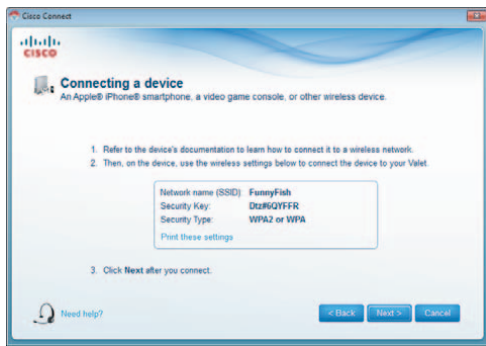 Cisco Connect
CISCO
Connecting a device
An Apple® iPhone® smartphone, a video game console, or other wireless device.
1. Refer to the device's documentation to learn how to connect it to a wireless network.
2. Then, on the device, use the wireless settings below to connect the device to your Valet.
Network name (SSID): FunnyFish
Security Key: Dtz#6QYFFR
Security Type: WPA2 or WPA
Print these settings
3. Click Next after you connect.
Need help?
< Back Next > Cancel